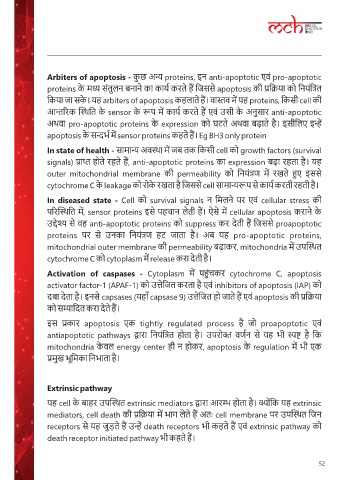 mch
Arbiters of apoptosis - कुछ अन्य proteins, इन anti-apoptotic एवं pro-apoptotic
proteins के मध्य संतुलन बनाने का कार्य करते हैं जिससे apoptosis की प्रक्रिया को नियंत्रित
किया जा सके। यह arbiters of apoptosis कहलाते हैं। वास्तव में यह proteins, किसी cell की
आन्तरिक स्थिति के sensor के रूप में कार्य करते हैं एवं उसी के अनुसार anti-apoptotic
अथवा pro-apoptotic proteins के expression को घटते अथवा बढ़ाते है। इसीलिए इन्हें
apoptosis के सन्दर्भ में sensor proteins कहते हैं। Eg BH3 only protein
In state of health - सामान्य अवस्था में जब तक किसी cell को growth factors (survival
signals) प्राप्त होते रहते हैं, anti-apoptotic proteins का expression बढ़ा रहता है। यह
outer mitochondrial membrane की permeability को नियंत्रण में रखते हुए इससे
cytochrome C के leakage को रोके रखता है जिससे cell सामान्य रूप से कार्य करती रहती है।
In diseased state - Cell को survival signals न मिलने पर एवं cellular stress की
परिस्थिति में, sensor proteins इसे पहचान लेती हैं। ऐसे में cellular apoptosis कराने के
उद्देश्य से वह anti-apoptotic proteins को suppress कर देती हैं जिससे proapoptotic
proteins पर से उनका नियंत्रण हट जाता है। अब यह pro-apoptotic proteins,
mitochondrial outer membrane की permeability बढाकर, mitochondria में उपस्थित
cytochrome C को cytoplasm में release करा देती है।
Activation of caspases - Cytoplasm में पहुंचकर cytochrome C, apoptosis
activator factor-1 (APAF-1) को उत्तेजित करता है एवं inhibitors of apoptosis (IAP) को
दबा देता है। इनसे capsases (यहाँ capsase 9) उत्तेजित हो जाते हैं एवं apoptosis की प्रक्रिया
को सम्पादित करा देते हैं।
इस प्रकार apoptosis एक tightly regulated process है जो proapoptotic एवं
antiapoptotic pathways द्वारा नियंत्रित होता है। उपरोक्त वर्णन से यह भी स्पष्ट है कि
mitochondria केवल energy center ही न होकर, apoptosis के regulation में भी एक
प्रमुख भूमिका निभाता है।
Extrinsic pathway
यह cell के बाहर उपस्थित extrinsic mediators द्वारा आरम्भ होता है। क्योंकि यह extrinsic
mediators, cell death की प्रक्रिया में भाग लेते हैं अतः cell membrane पर उपस्थित जिन
receptors से यह जुड़ते हैं उन्हें death receptors भी कहते हैं एवं extrinsic pathway को
death receptor initiated pathway भी कहते हैं।
52